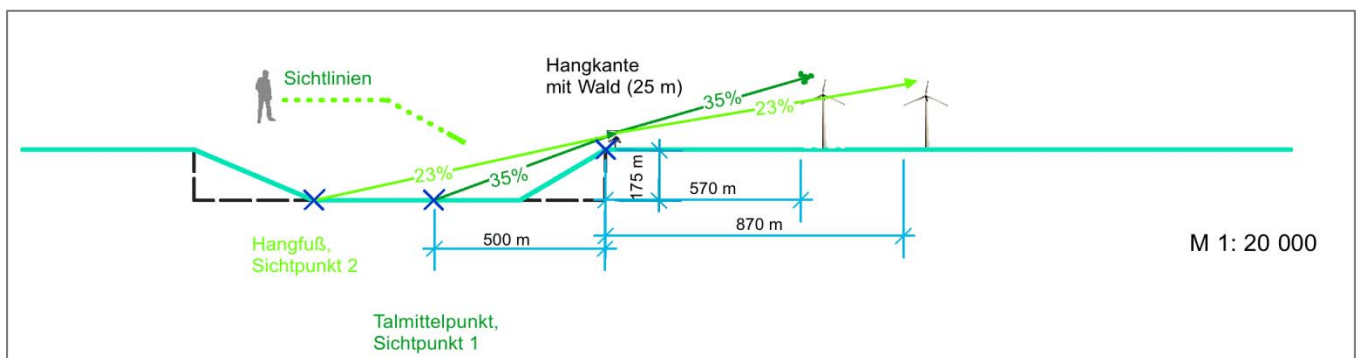 Hangkante
mit Wald (25 m)
Sichtlinien
35%
23%
23%
35%
175 m
570 m
870 m
500 m
Hangfuß,
Sichtpunkt 2
M 1: 20 000
Talmittelpunkt,
Sichtpunkt 1